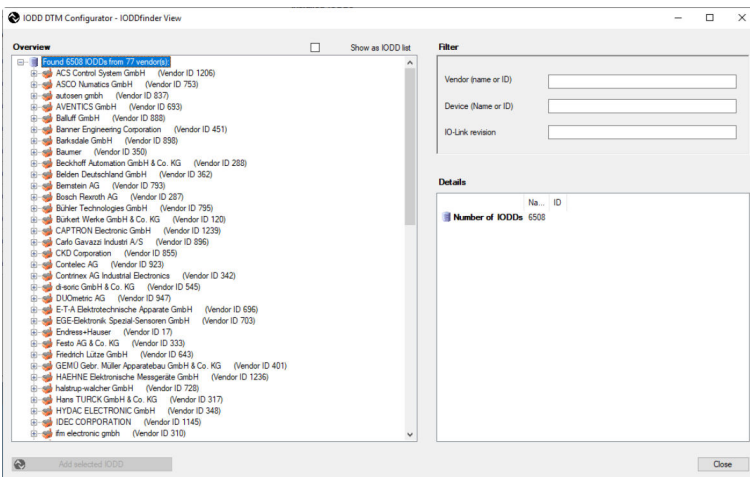 IODD DTM Configurator - IODDfinder View
Overview
Show as IODD list
Found 6508 IODDs from 77 vendor(s):
ACS Control System GmbH (Vendor ID 1206)
ASCO Numatics GmbH (Vendor ID 753)
autosen gmbh (Vendor ID 837)
AVENTICS GmbH (Vendor ID 693)
Balluff GmbH (Vendor ID 888)
Banner Engineering Corporation (Vendor ID 451)
Barksdale GmbH (Vendor ID 898)
Baumer (Vendor ID 350)
Beckhoff Automation GmbH & Co. KG (Vendor ID 288)
Belden Deutschland GmbH (Vendor ID 362)
Bernstein AG (Vendor ID 793)
Bosch Rexroth AG (Vendor ID 287)
Bühler Technologies GmbH (Vendor ID 795)
Bürkert Werke GmbH & Co. KG (Vendor ID 120)
CAPTRON Electronic GmbH (Vendor ID 1239)
Carlo Gavazzi Industri A/S (Vendor ID 896)
CKD Corporation (Vendor ID 855)
Contelec AG (Vendor ID 923)
Contrinex AG Industrial Electronics (Vendor ID 342)
di-soric GmbH & Co. KG (Vendor ID 545)
DUOmetric AG (Vendor ID 947)
E-T-A Elektrotechnische Apparate GmbH (Vendor ID 696)
EGE-Elektronik Spezial-Sensoren GmbH (Vendor ID 703)
Endress+Hauser (Vendor ID 17)
Festo AG & Co. KG (Vendor ID 333)
Friedrich Lütze GmbH (Vendor ID 643)
GEMÜ Gebr. Müller Apparatebau GmbH & Co. KG (Vendor ID 401)
HAEHNE Elektronische Messgeräte GmbH (Vendor ID 1236)
halstrup-walcher GmbH (Vendor ID 728)
Hans TURCK GmbH & Co. KG (Vendor ID 317)
HYDAC ELECTRONIC GmbH (Vendor ID 348)
IDEC CORPORATION (Vendor ID 1145)
ifm electronic gmbh (Vendor ID 310)
Add selected IODD
Filter
Vendor (name or ID)
Device (Name or ID)
IO-Link revision
Details
Na... ID
Number of IODDs 6508
Close